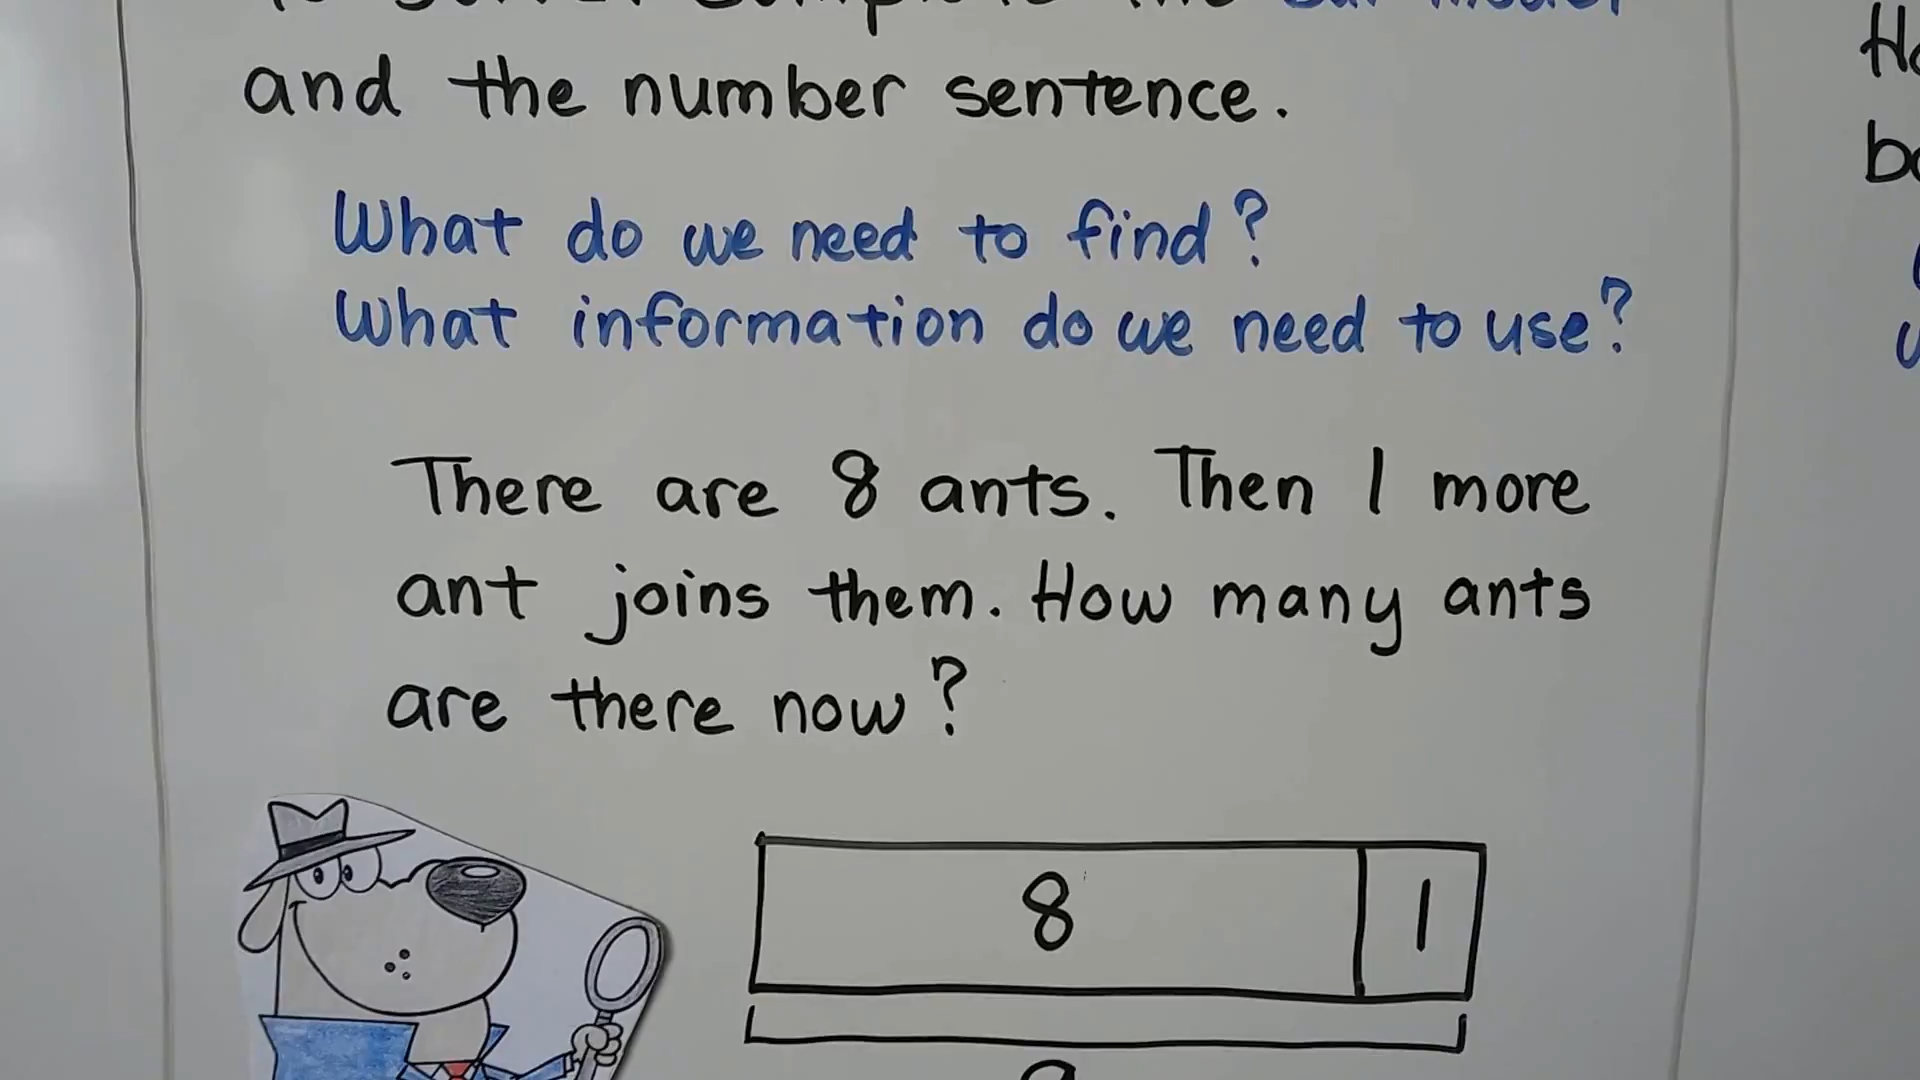 and the number sentence.
What do we need to find?
What information do we need to use?
There are 8 ants. Then 1 more
ant joins them. How many ants
are there now?
8 1